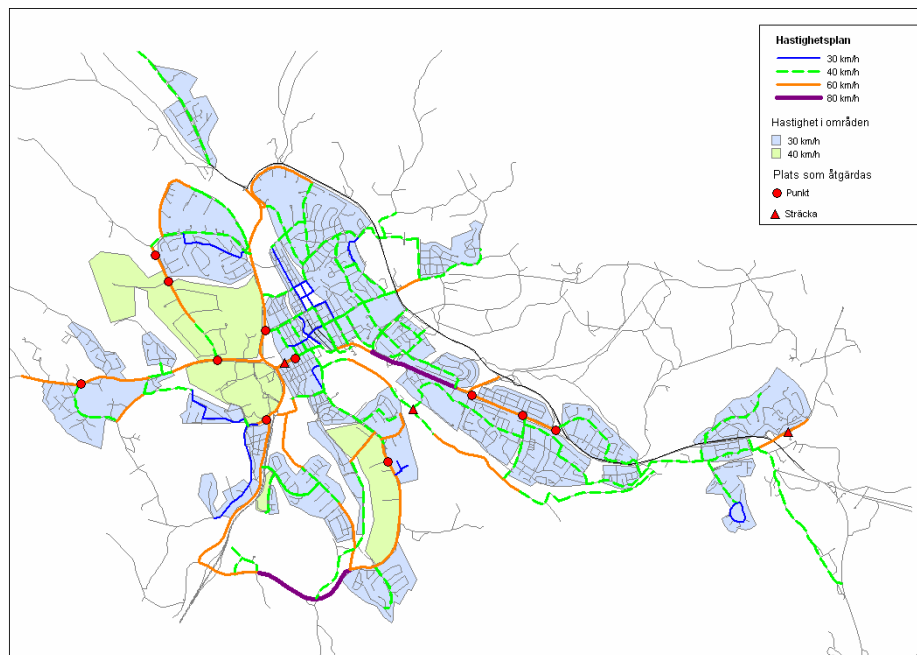 Hastighetsplan
30 km/h
40 km/h
60 km/h
80 km/h
Hastighet i områden
30 km/h
40 km/h
Plats som åtgärdas
Punkt
Sträcka